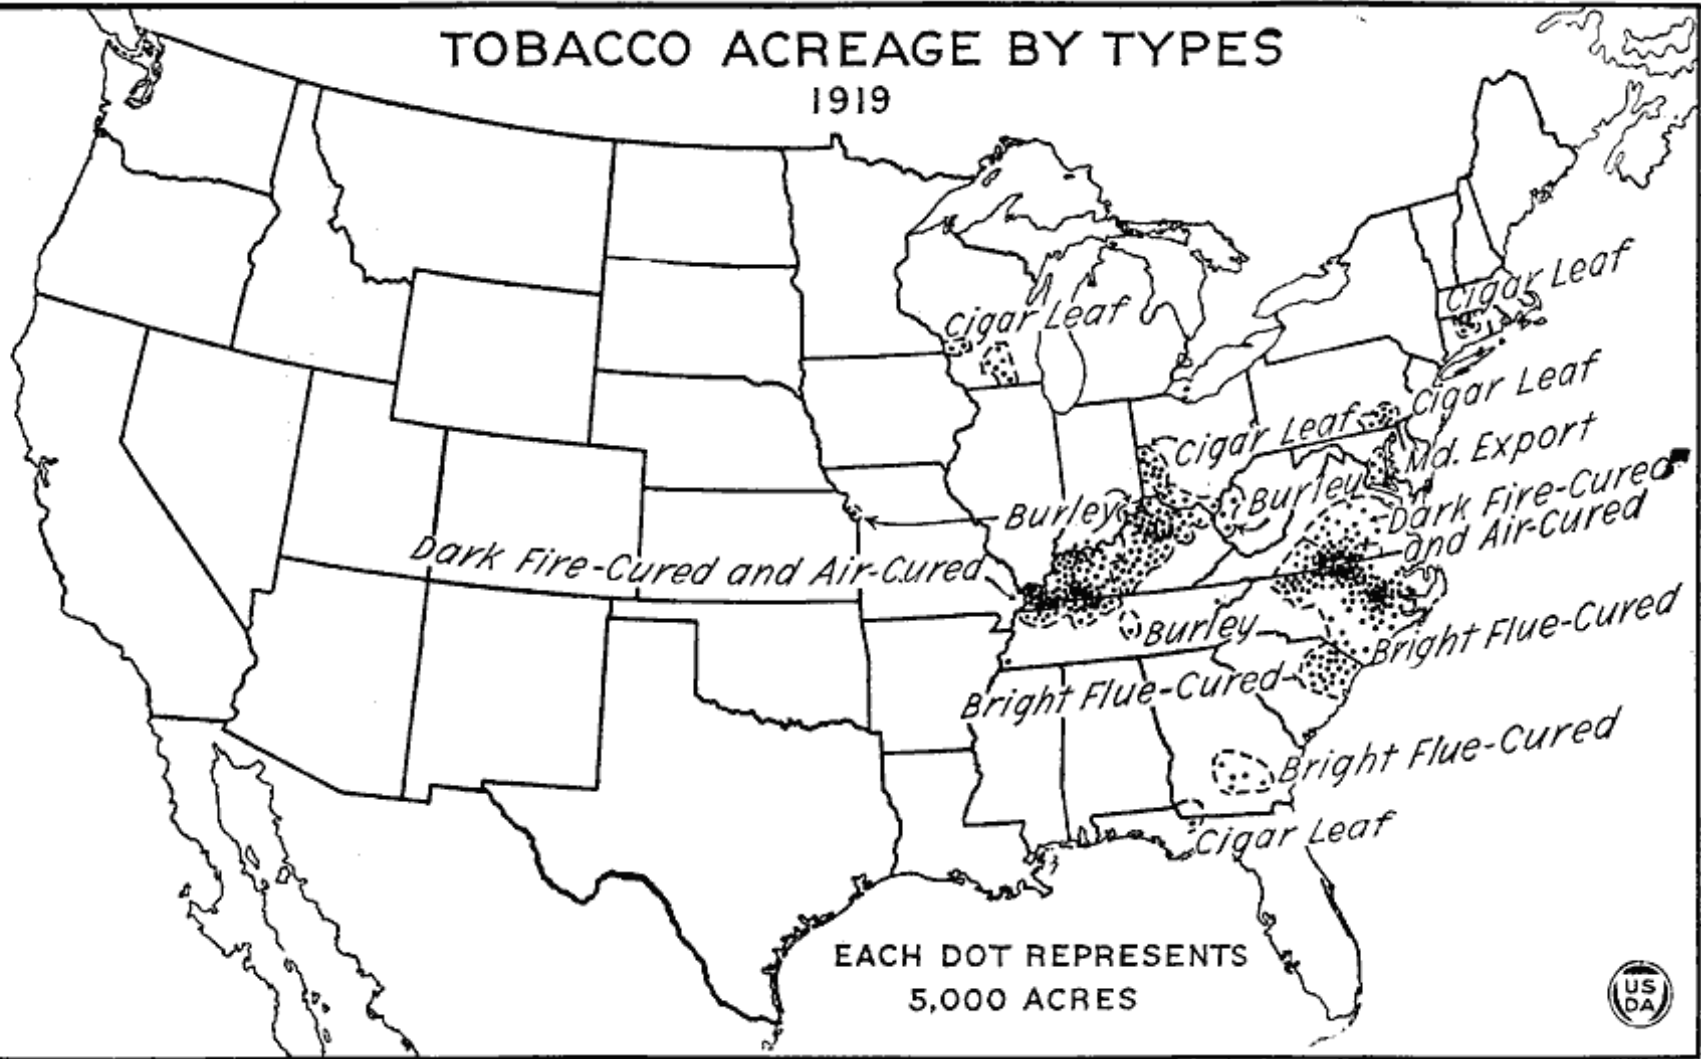 TOBACCO ACREAGE BY TYPES
1919
Cigar Leaf
Cigar Leaf
Cigar Leaf
Cigar Leaf
Md. Export
Burley
Burley
Dark Fire-Cured
and Air-Cured
Dark Fire-Cured and Air-Cured
Burley
Bright Flue-Cured
Bright Flue-Cured
Bright Flue-Cured
Cigar Leaf
EACH DOT REPRESENTS
5,000 ACRES
US
DA